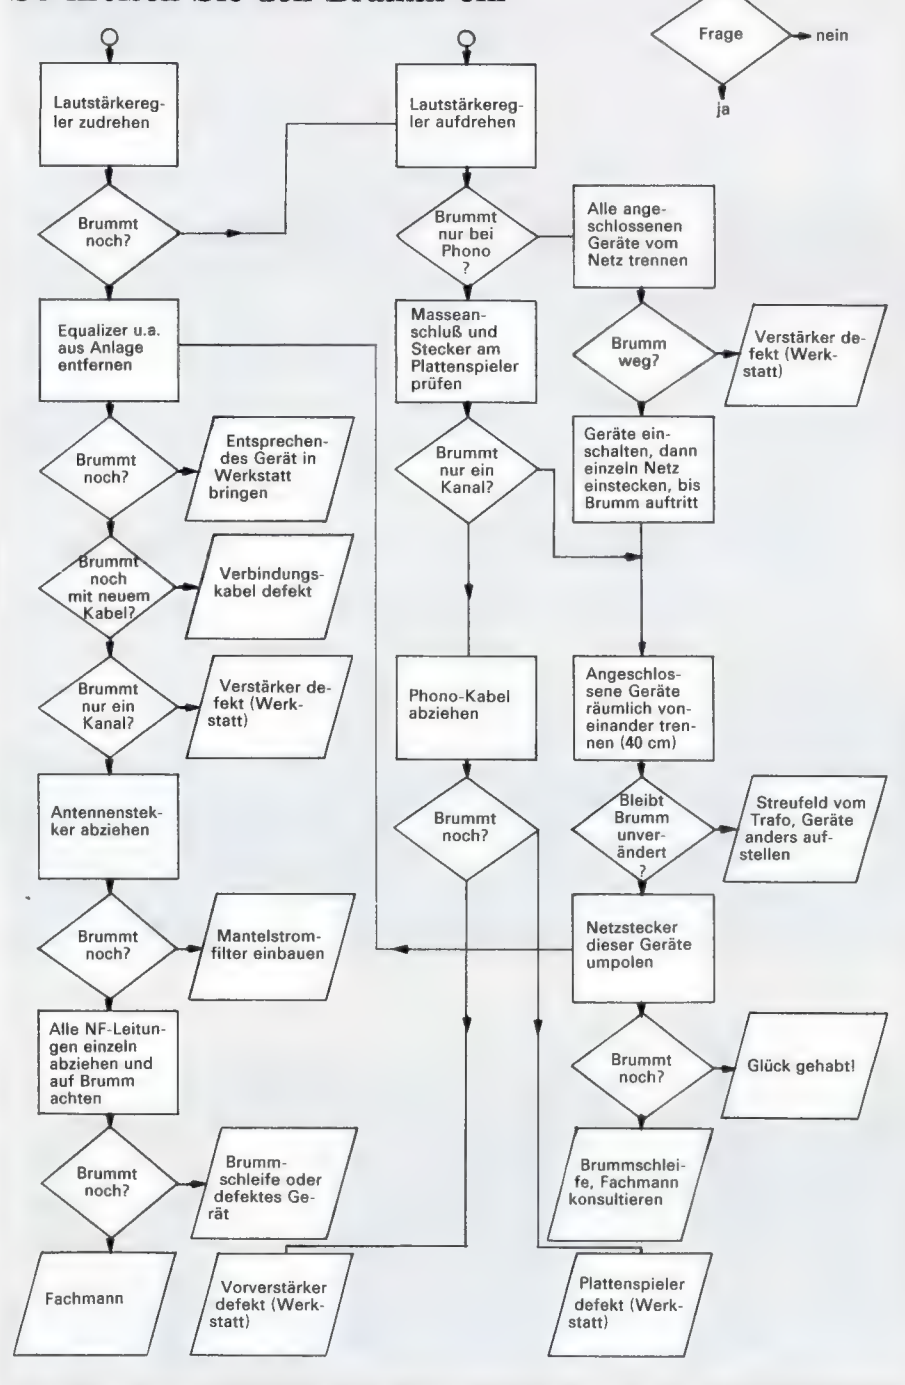 Frage
nein
ja
Lautstärkereg-
ler zudrehen
Brummt
noch?
Equalizer u.a.
aus Anlage
entfernen
Brummt
noch?
Entsprechen-
des Gerät in
Werkstatt
bringen
Brummt
noch
mit neuem
Kabel?
Verbindungs-
kabel defekt
Brummt
nur ein
Kanal?
Verstärker de-
fekt (Werk-
statt)
Antennenstek-
ker abziehen
Brummt
noch?
Mantelstrom-
filter einbauen
Alle NF-Leitun-
gen einzeln
abziehen und
auf Brumm
achten
Brummt
noch?
Brumm-
schleife oder
defektes Ge-
rät
Fachmann
Lautstärkereg-
ler aufdrehen
Brummt
nur bei
Phono
?
Massean-
schluß und
Stecker am
Plattenspieler
prüfen
Brummt
nur ein
Kanal?
Phono-Kabel
abziehen
Brummt
noch?
Vorverstärker
defekt (Werk-
statt)
Plattenspieler
defekt (Werk-
statt)
Alle ange-
schlossenen
Geräte vom
Netz trennen
Brumm
weg?
Verstärker de-
fekt (Werk-
statt)
Geräte ein-
schalten, dann
einzeln Netz
einstecken, bis
Brumm auftritt
Angeschlos-
sene Geräte
räumlich von-
einander tren-
nen (40 cm)
Bleibt
Brumm
unver-
ändert
?
Streufeld vom
Trafo, Geräte
anders auf-
stellen
Netzstecker
dieser Geräte
umpolen
Brummt
noch?
Glück gehabt!
Brummschlei-
fe, Fachmann
konsultieren